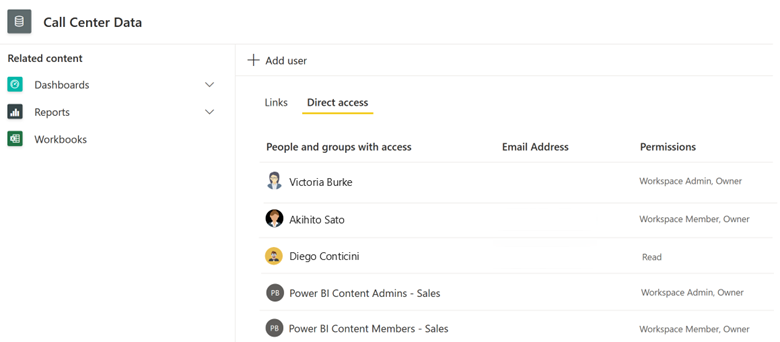 Call Center Data
Related content
Dashboards
Reports
Workbooks
Add user
Links Direct access
People and groups with access Email Address Permissions
Victoria Burke Workspace Admin, Owner
Akihito Sato Workspace Member, Owner
Diego Conticini Read
PB Power BI Content Admins - Sales Workspace Admin, Owner
PB Power BI Content Members - Sales Workspace Member, Owner